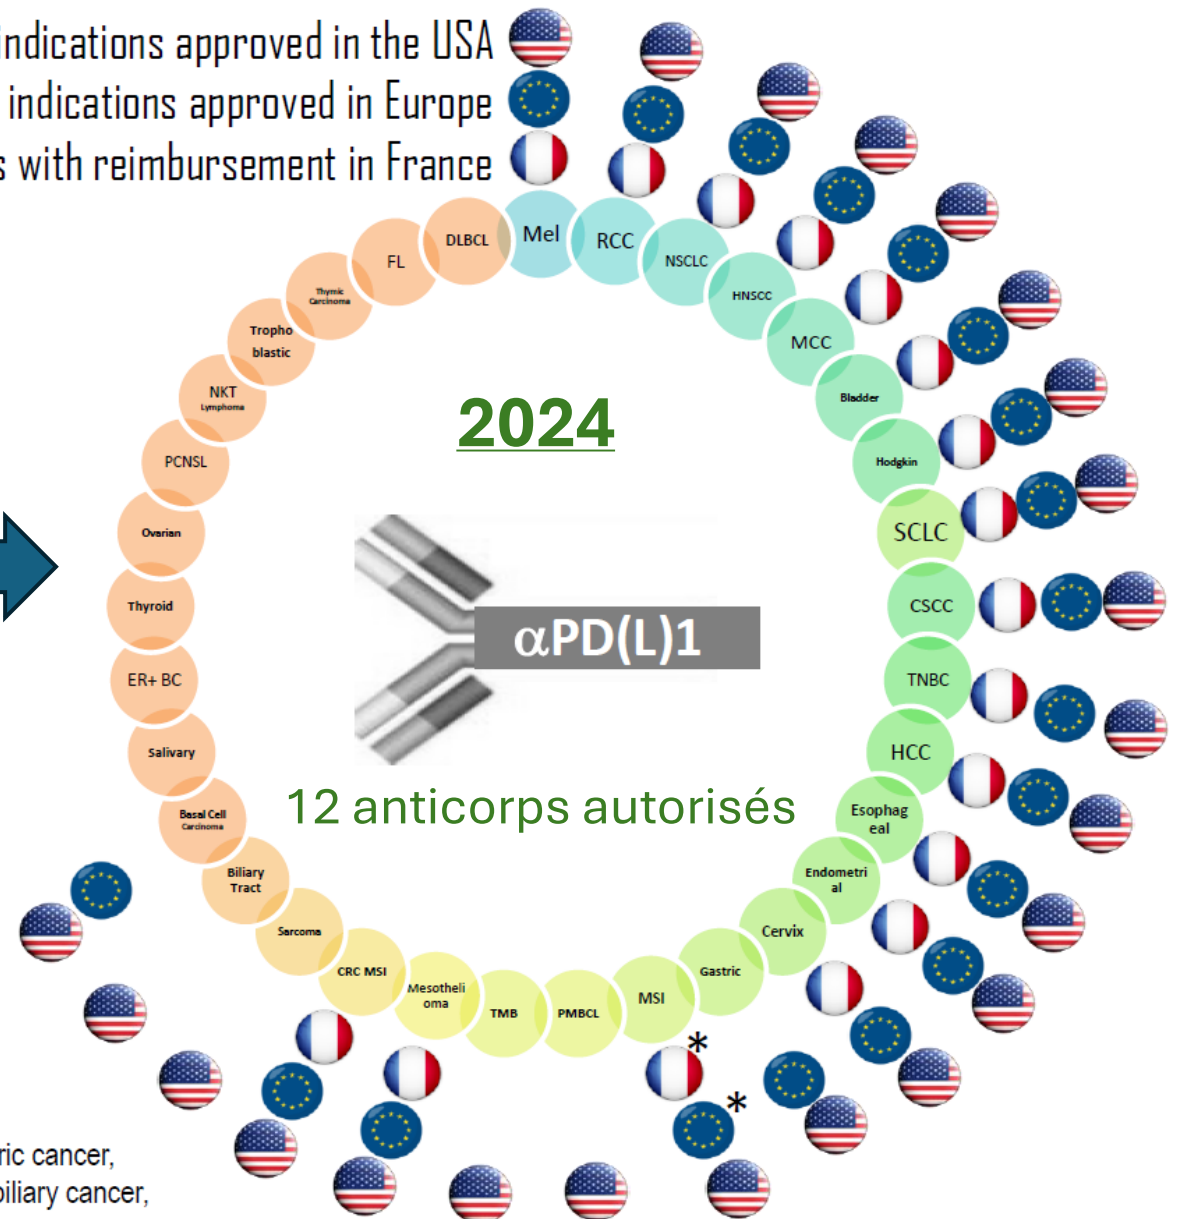 indications approved in the USA
indications approved in Europe
with reimbursement in France
Mel
RCC
NSCLC
HNSCC
MCC
Bladder
Hodgkin
SCLC
CSCC
TNBC
HCC
Esophag
eal
Endometri
al
Cervix
Gastric
MSI
*
*
PMBCL
TMB
Mesotheli
oma
CRC MSI
Sarcoma
Biliary
Tract
Basal Cell
Carcinoma
Salivary
ER+ BC
Thyroid
Ovarian
PCNSL
NKT
Lymphoma
Tropho
blastic
Thymic
Carcinoma
FL
DLBCL
2024
αPD(L)1
12 anticorps autorisés
ric cancer,
biliary cancer,